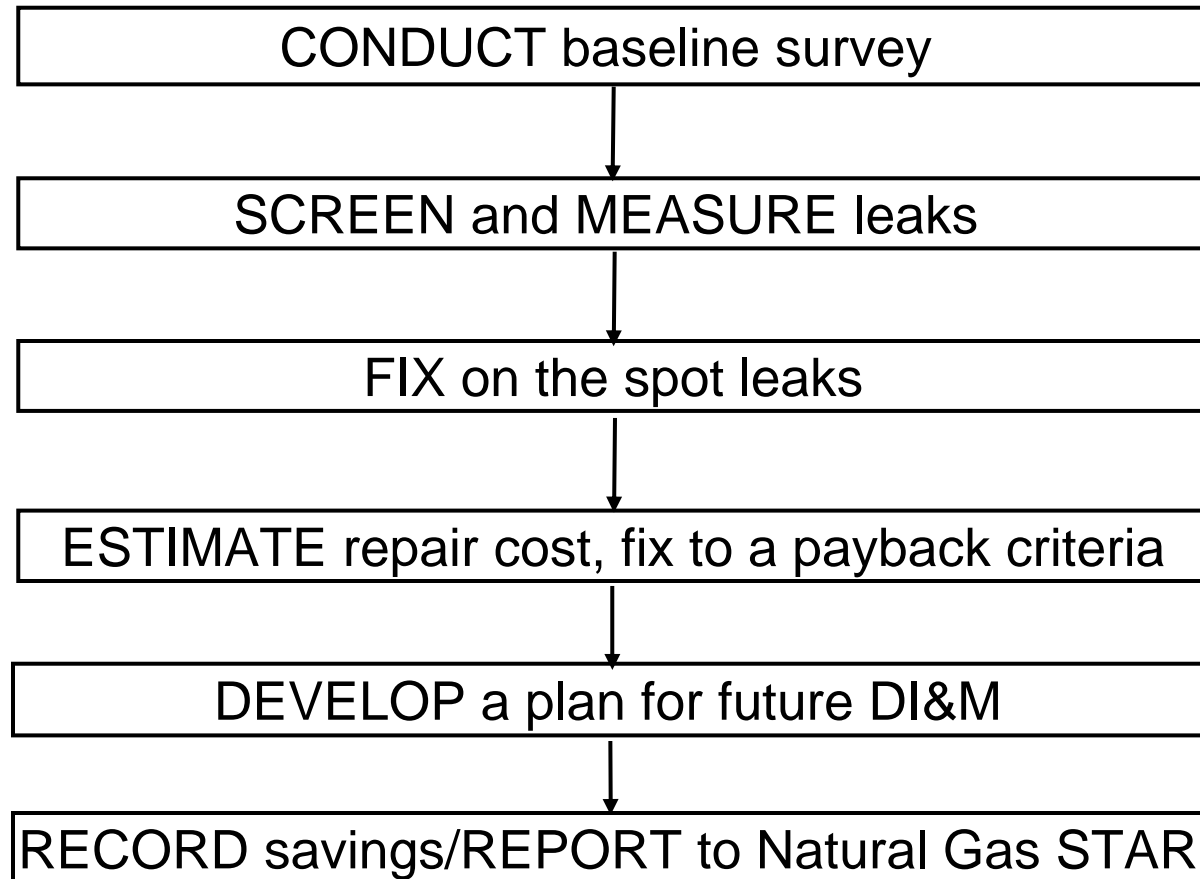 CONDUCT baseline survey
SCREEN and MEASURE leaks
FIX on the spot leaks
ESTIMATE repair cost, fix to a payback criteria
DEVELOP a plan for future DI&M
RECORD savings/REPORT to Natural Gas STAR